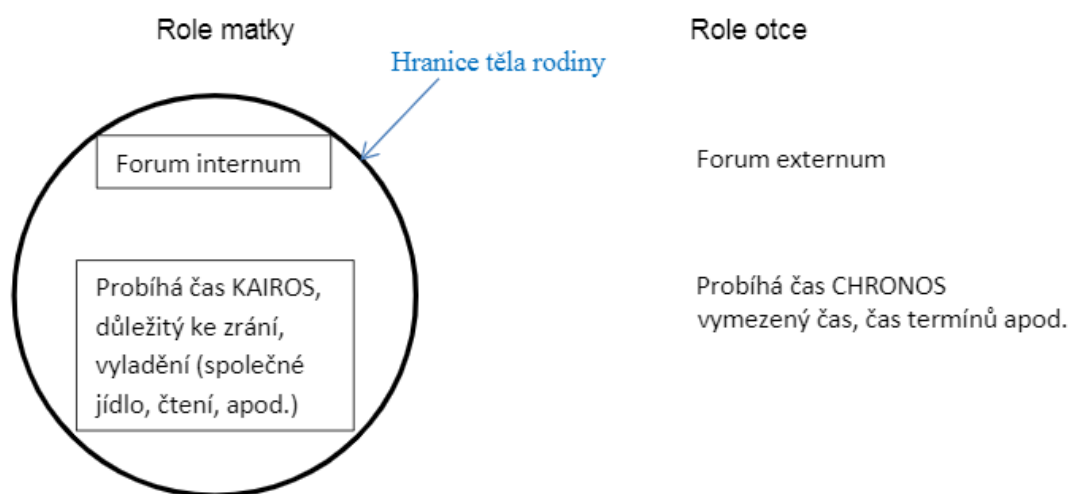 Role matky
Role otce
Hranice těla rodiny
Forum internum
Forum externum
Probíhá čas KAIROS,
důležitý ke zrání,
vyladění (společné
jídlo, čtení, apod.)
Probíhá čas CHRONOS
vymezený čas, čas termínů apod.